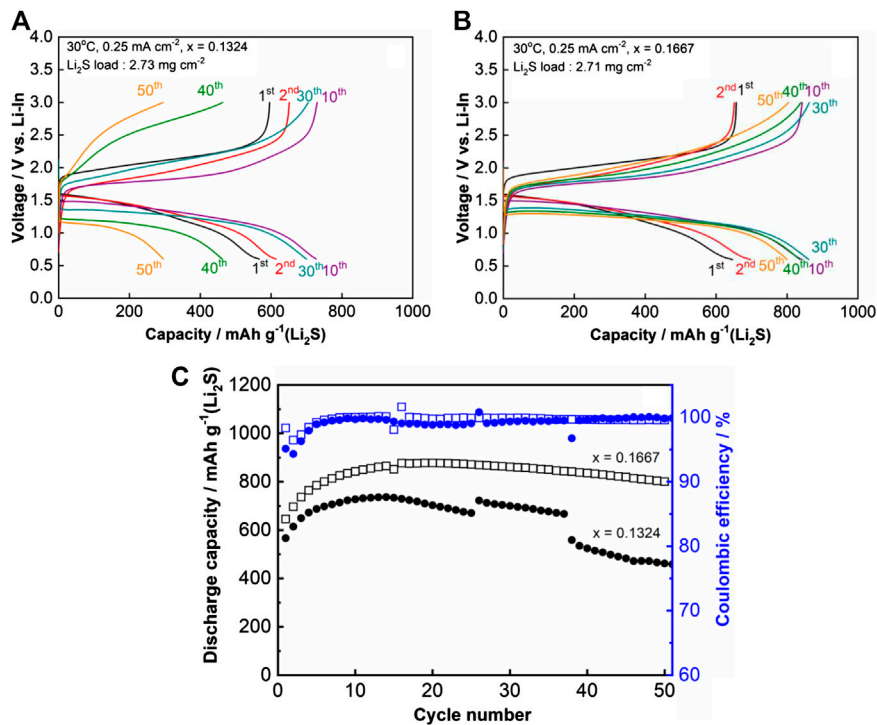 A
30°C, 0.25 mA cm⁻², x = 0.1324
Li₂S load : 2.73 mg cm⁻²
4.0
3.5
3.0
2.5
2.0
1.5
1.0
0.5
0.0
Voltage / V vs. Li-In
50ᵗʰ
40ᵗʰ
1ˢᵗ
2ⁿᵈ
30ᵗʰ
10ᵗʰ
50ᵗʰ
40ᵗʰ
1ˢᵗ
2ⁿᵈ
30ᵗʰ
10ᵗʰ
0 200 400 600 800 1000
Capacity / mAh g⁻¹(Li₂S)
B
30°C, 0.25 mA cm⁻², x = 0.1667
Li₂S load : 2.71 mg cm⁻²
4.0
3.5
3.0
2.5
2.0
1.5
1.0
0.5
0.0
Voltage / V vs. Li-In
2ⁿᵈ
1ˢᵗ
50ᵗʰ
40ᵗʰ
10ᵗʰ
30ᵗʰ
30ᵗʰ
1ˢᵗ
2ⁿᵈ
50ᵗʰ
40ᵗʰ
10ᵗʰ
0 200 400 600 800 1000
Capacity / mAh g⁻¹(Li₂S)
C
1200
1000
800
600
400
200
0
Discharge capacity / mAh g⁻¹(Li₂S)
x = 0.1667
x = 0.1324
100
90
80
70
60
Coulombic efficiency / %
0 10 20 30 40 50
Cycle number